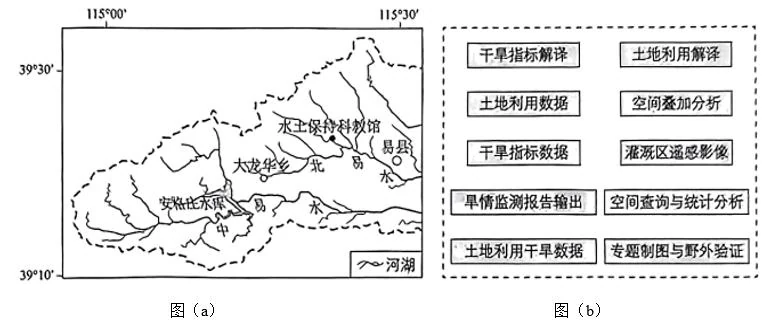 115°00′
115°30′
39°30′
39°10′
水土保持科教馆
易县
大龙华乡
北
易
水
安格庄水库
中
易
水
河湖
图（a）
干旱指标解译
土地利用解译
土地利用数据
空间叠加分析
干旱指标数据
灌溉区遥感影像
旱情监测报告输出
空间查询与统计分析
土地利用干旱数据
专题制图与野外验证
图（b）